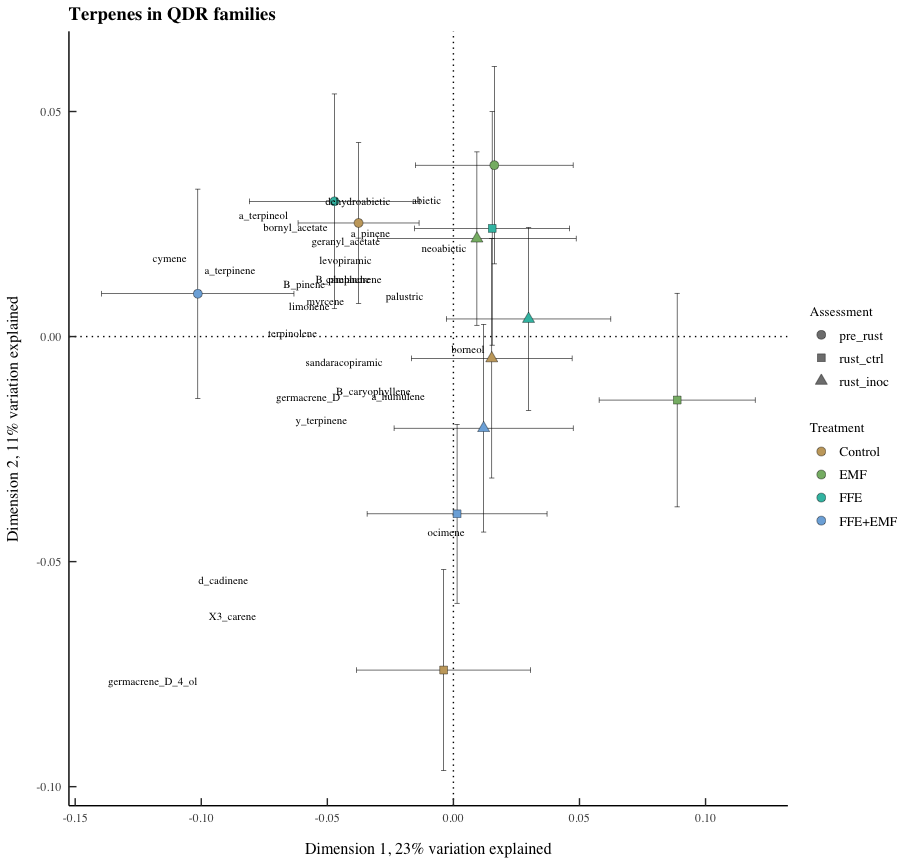 Terpenes in QDR families
0.05
0.00
-0.05
-0.10
Dimension 2, 11% variation explained
dehydroabietic
abietic
a_terpineol
bornyl_acetate
a_pinene
geranyl_acetate
neoabietic
cymene
levopiramic
a_terpinene
B_pinene
palustric
myrcene
limonene
terpinolene
borneol
sandaracopiramic
B_caryophyllene
germacrene_D
a_humulene
y_terpinene
ocimene
d_cadinene
X3_carene
germacrene_D_4_ol
-0.15
-0.10
-0.05
0.00
0.05
0.10
Dimension 1, 23% variation explained
Assessment
pre_rust
rust_ctrl
rust_inoc
Treatment
Control
EMF
FFE
FFE+EMF